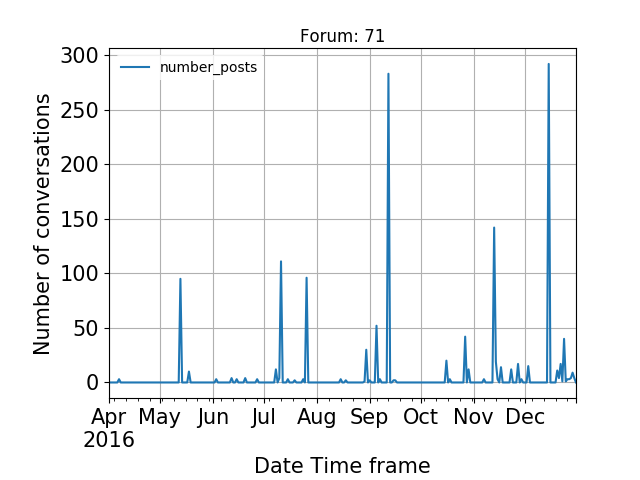 Forum: 71
number_posts
Number of conversations
300
250
200
150
100
50
0
Apr May Jun Jul Aug Sep Oct Nov Dec
2016
Date Time frame